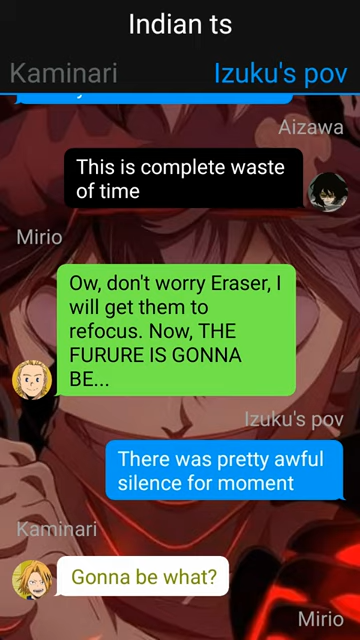 Indian ts
Kaminari
Izuku's pov
Aizawa
This is complete waste
of time
Mirio
Ow, don't worry Eraser, I
will get them to
refocus. Now, THE
FURURE IS GONNA
BE...
Izuku's pov
There was pretty awful
silence for moment
Kaminari
Gonna be what?
Mirio